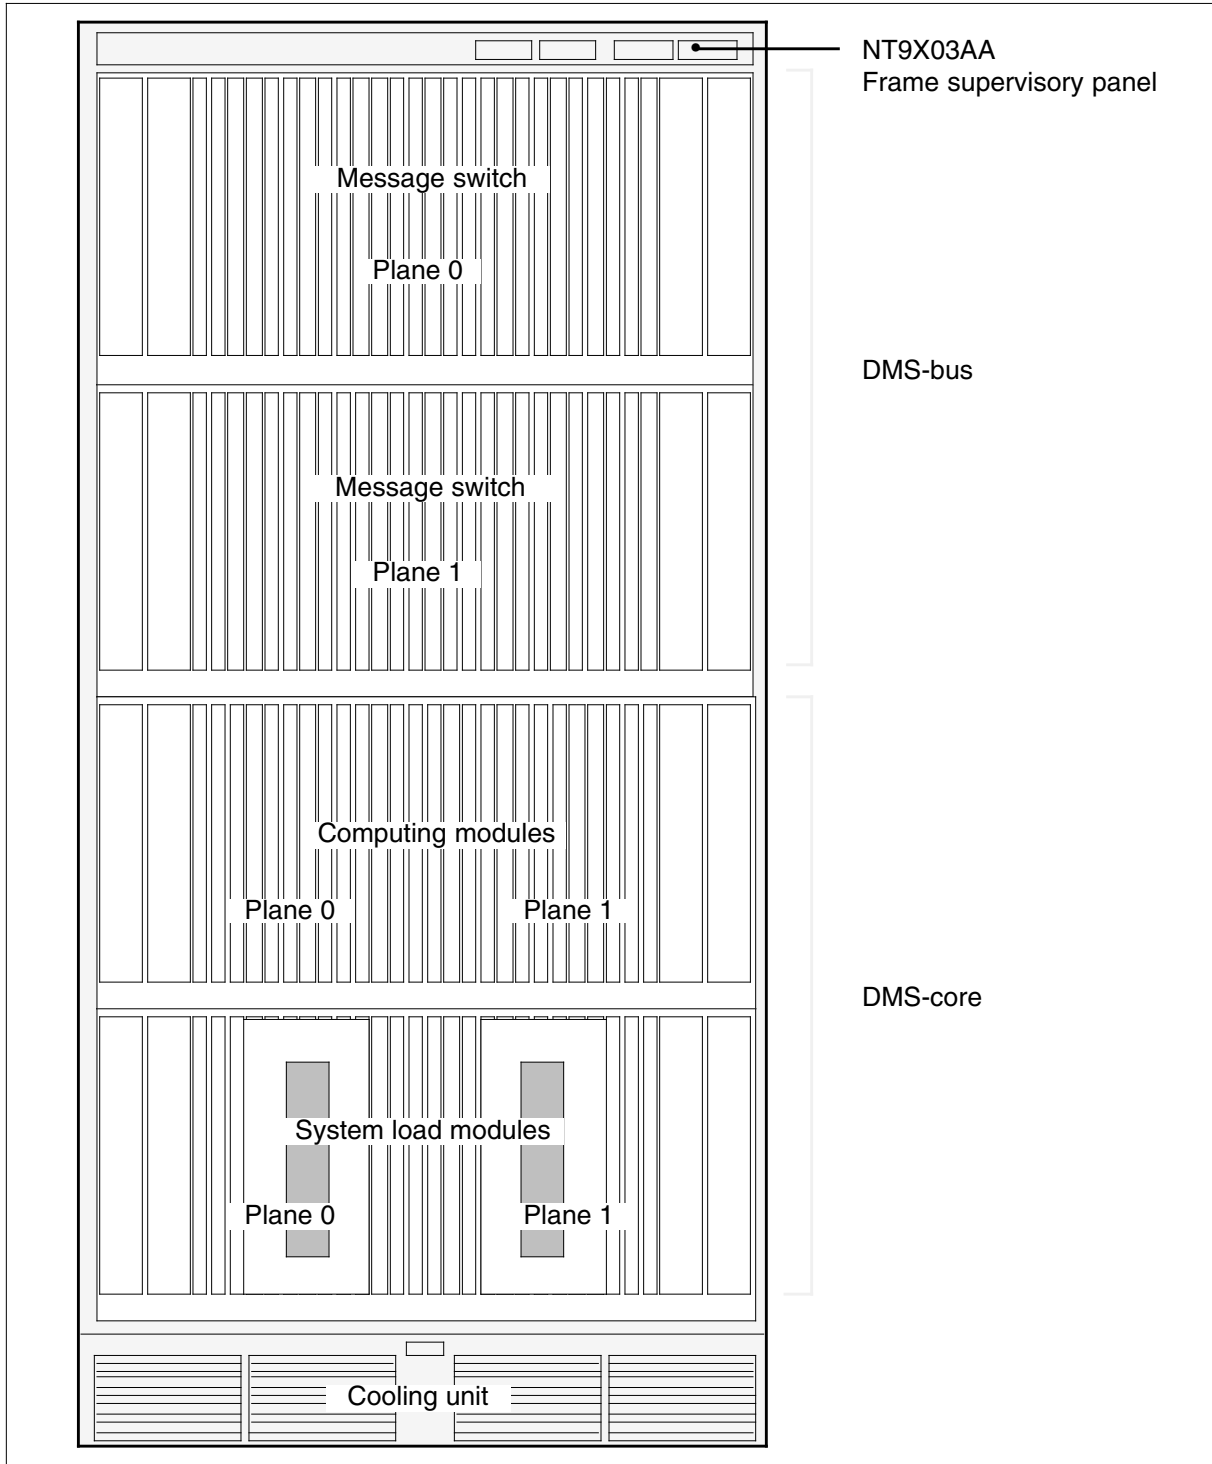 NT9X03AA
Frame supervisory panel
Message switch
Plane 0
DMS-bus
Message switch
Plane 1
Computing modules
Plane 0 Plane 1
DMS-core
System load modules
Plane 0 Plane 1
Cooling unit